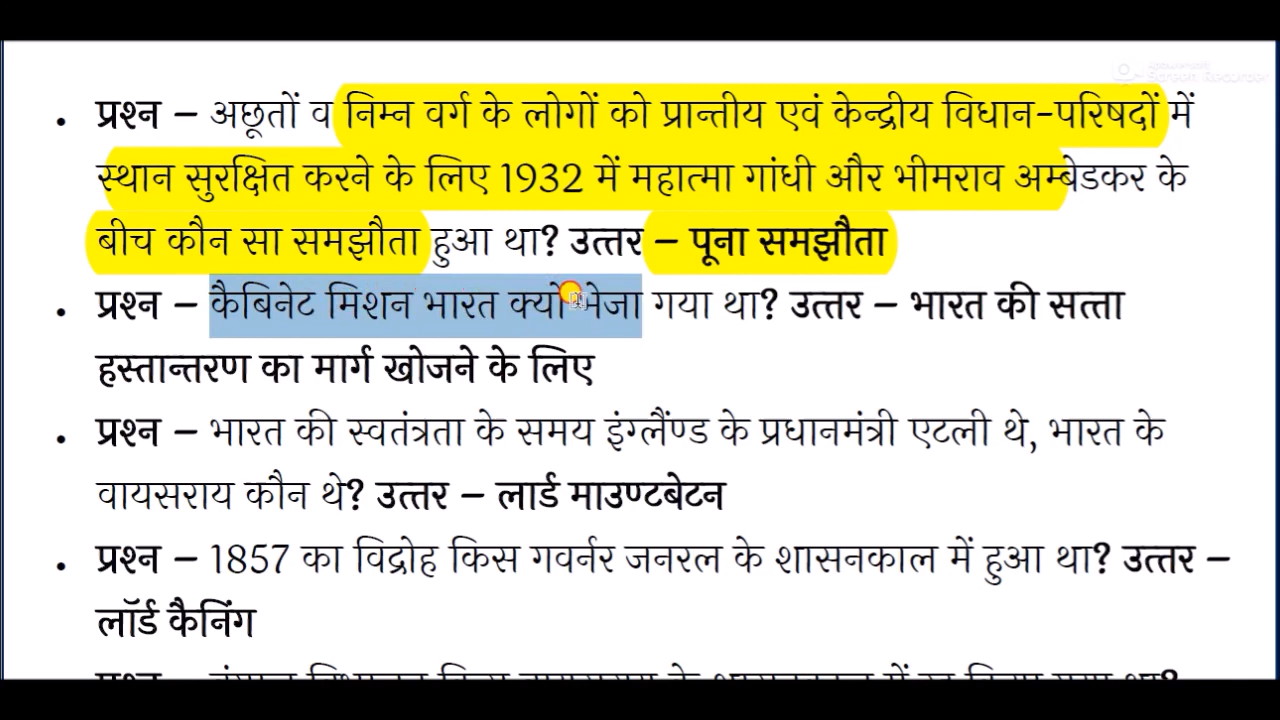 प्रश्न – अछूतों व निम्न वर्ग के लोगों को प्रान्तीय एवं केन्द्रीय विधान-परिषदों में
स्थान सुरक्षित करने के लिए 1932 में महात्मा गांधी और भीमराव अम्बेडकर के
बीच कौन सा समझौता हुआ था? उत्तर – पूना समझौता
प्रश्न – कैबिनेट मिशन भारत क्यों भेजा गया था? उत्तर – भारत की सत्ता
हस्तान्तरण का मार्ग खोजने के लिए
प्रश्न – भारत की स्वतंत्रता के समय इंग्लैंण्ड के प्रधानमंत्री एटली थे, भारत के
वायसराय कौन थे? उत्तर – लार्ड माउण्टबेटन
प्रश्न – 1857 का विद्रोह किस गवर्नर जनरल के शासनकाल में हुआ था? उत्तर –
लॉर्ड कैनिंग